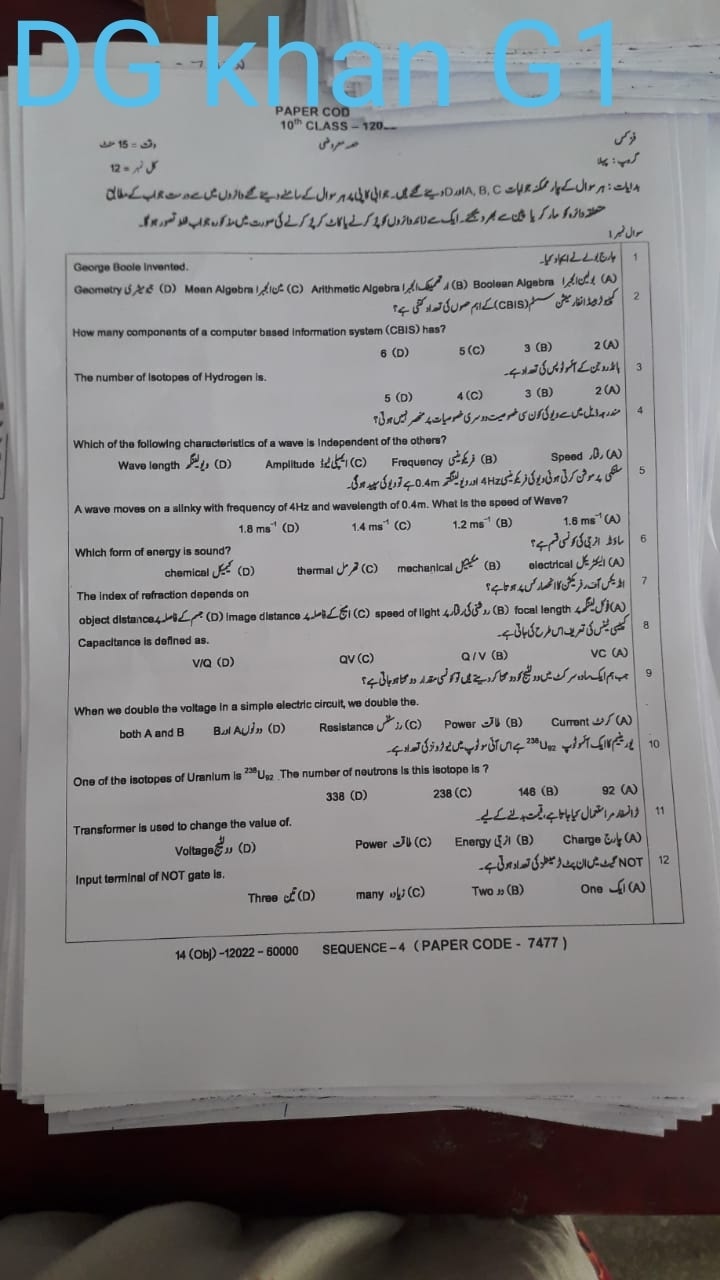 DG khan G1
PAPER COD
10th CLASS – 120
فزکس حصہ معروضی وقت = 15 منٹ
گروپ: پہلا کل نمبر = 12
ہدایات: ہر سوال کے چار ممکنہ جوابات A, B, C اور D دیئے گئے ہیں۔ جوابی کاپی پر ہر سوال کے سامنے دیئے گئے دائروں میں سے درست جواب کے مطابق
متعلقہ دائرہ کو مارکر یا پین سے بھر دیجئے۔ ایک سے زائد دائروں کو پُر کرنے یا کاٹ کر پُر کرنے کی صورت میں مذکورہ جواب غلط تصور ہو گا۔
سوال نمبر 1
1 جارج بولے نے ایجاد کیا۔
George Boole Invented.
(A) بولین الجبرا Boolean Algebra (B) ارتھمیٹک الجبرا Arithmetic Algebra (C) مین الجبرا Mean Algebra (D) جیومیٹری Geometry
2 کمپیوٹر بیسڈ انفارمیشن سسٹم (CBIS) کے اہم حصوں کی تعداد کتنی ہے؟
How many components of a computer based information system (CBIS) has?
2 (A) 3 (B) 5 (C) 6 (D)
3 ہائڈروجن کے آئسوٹوپس کی تعداد ہے۔
The number of Isotopes of Hydrogen is.
2 (A) 3 (B) 4 (C) 5 (D)
4 مندرجہ ذیل میں سے ویو کی کون سی خصوصیت دوسری خصوصیات پر منحصر نہیں ہوتی؟
Which of the following characteristics of a wave is independent of the others?
(A) رفتار Speed (B) فریکوئنسی Frequency (C) ایمپلی ٹیوڈ Amplitude (D) ویو لینگتھ Wave length
5 سلنکی پر موشن کرتی ہوئی ویو کی فریکوئنسی 4Hz اور ویو لینگتھ 0.4m ہے تو ویو کی سپیڈ ہوگی۔
A wave moves on a slinky with frequency of 4Hz and wavelength of 0.4m. What is the speed of Wave?
1.6 ms⁻¹ (A) 1.2 ms⁻¹ (B) 1.4 ms⁻¹ (C) 1.8 ms⁻¹ (D)
6 ساؤنڈ انرجی کی کونسی قسم ہے؟
Which form of energy is sound?
(A) الیکٹریکل electrical (B) مکینیکل mechanical (C) تھرمل thermal (D) کیمیکل chemical
7 انڈیکس آف ریفریکشن کا انحصار کس پر ہوتا ہے؟
The index of refraction depends on
(A) فوکل لینگتھ پر focal length (B) روشنی کی رفتار پر speed of light (C) امیج کے فاصلہ پر image distance (D) جسم کے فاصلہ پر object distance
8 کپیسی ٹینس کی تعریف اس طرح کی جاتی ہے۔
Capacitance is defined as.
VC (A) Q / V (B) QV (C) V/Q (D)
9 جب ہم ایک سادہ سرکٹ میں وولٹیج کو دوگنا کر دیتے ہیں تو کونسی مقدار دوگنا ہو جاتی ہے؟
When we double the voltage in a simple electric circuit, we double the.
(A) کرنٹ Current (B) طاقت Power (C) رزسٹنس Resistance (D) دونوں A اور B both A and B
10 یورینیم کا ایک آئسوٹوپ ²³⁸U₉₂ ہے اس آئسوٹوپ میں نیوٹرونز کی تعداد ہے۔
One of the isotopes of Uranium is ²³⁸U₉₂ .The number of neutrons is this isotope is ?
92 (A) 146 (B) 238 (C) 338 (D)
11 ٹرانسفارمر استعمال کیا جاتا ہے، قیمت بدلنے کے لیے۔
Transformer is used to change the value of.
(A) چارج Charge (B) انرجی Energy (C) طاقت Power (D) وولٹیج Voltage
12 NOT گیٹ میں ان پٹ ٹرمینلز کی تعداد ہوتی ہے۔
Input terminal of NOT gate is.
(A) ایک One (B) دو Two (C) زیادہ many (D) تین Three
14 (Obj) -12022 – 60000 SEQUENCE – 4 ( PAPER CODE - 7477 )